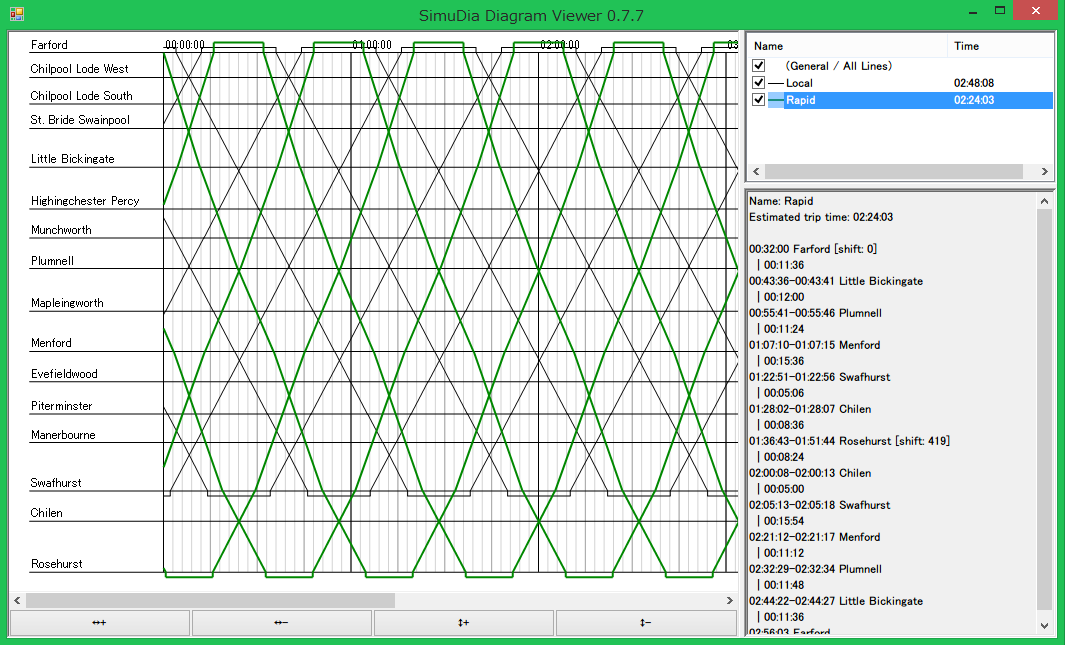 SimuDia Diagram Viewer 0.7.7
00:00:00 01:00:00 02:00:00 03
Farford
Chilpool Lode West
Chilpool Lode South
St. Bride Swainpool
Little Bickingate
Highingchester Percy
Munchworth
Plumnell
Mapleingworth
Menford
Evefieldwood
Piterminster
Manerbourne
Swafhurst
Chilen
Rosehurst
↔+
↔−
↕+
↕−
Name Time
(General / All Lines)
Local 02:48:08
Rapid 02:24:03
Name: Rapid
Estimated trip time: 02:24:03
00:32:00 Farford [shift: 0]
| 00:11:36
00:43:36-00:43:41 Little Bickingate
| 00:12:00
00:55:41-00:55:46 Plumnell
| 00:11:24
01:07:10-01:07:15 Menford
| 00:15:36
01:22:51-01:22:56 Swafhurst
| 00:05:06
01:28:02-01:28:07 Chilen
| 00:08:36
01:36:43-01:51:44 Rosehurst [shift: 419]
| 00:08:24
02:00:08-02:00:13 Chilen
| 00:05:00
02:05:13-02:05:18 Swafhurst
| 00:15:54
02:21:12-02:21:17 Menford
| 00:11:12
02:32:29-02:32:34 Plumnell
| 00:11:48
02:44:22-02:44:27 Little Bickingate
| 00:11:36
02:56:03 Farford